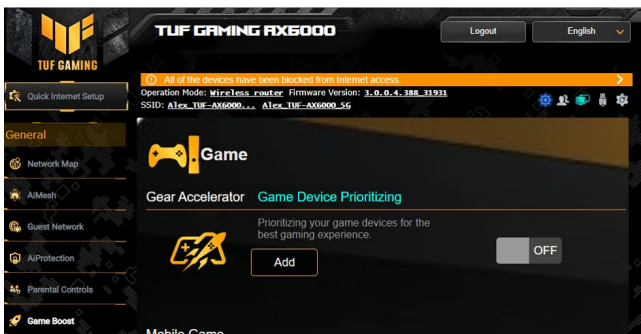 TUF GAMING AX6000
Logout
English
TUF GAMING
All of the devices have been blocked from Internet access.
Quick Internet Setup
Operation Mode: Wireless router Firmware Version: 3.0.0.4.388_31931
SSID: Alex_TUF-AX6000... Alex_TUF-AX6000_5G
General
Game
Network Map
AiMesh
Gear Accelerator Game Device Prioritizing
Guest Network
Prioritizing your game devices for the
best gaming experience.
OFF
AiProtection
Add
Parental Controls
Game Boost
Mobile Game